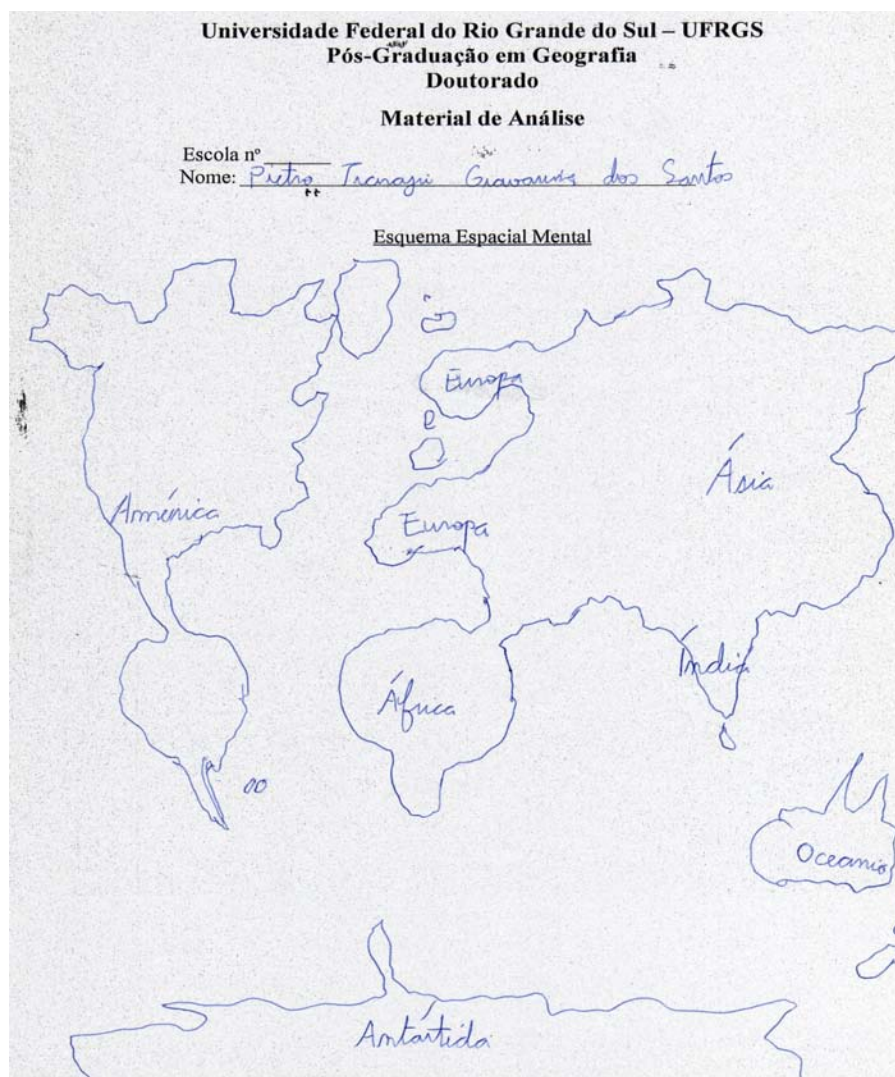 Universidade Federal do Rio Grande do Sul – UFRGS
Pós-Graduação em Geografia
Doutorado
Material de Análise
Escola nº
Nome: Pietro dos Santos
Esquema Espacial Mental
Europa
Ásia
América
Europa
Índia
África
Oceania
Antártida